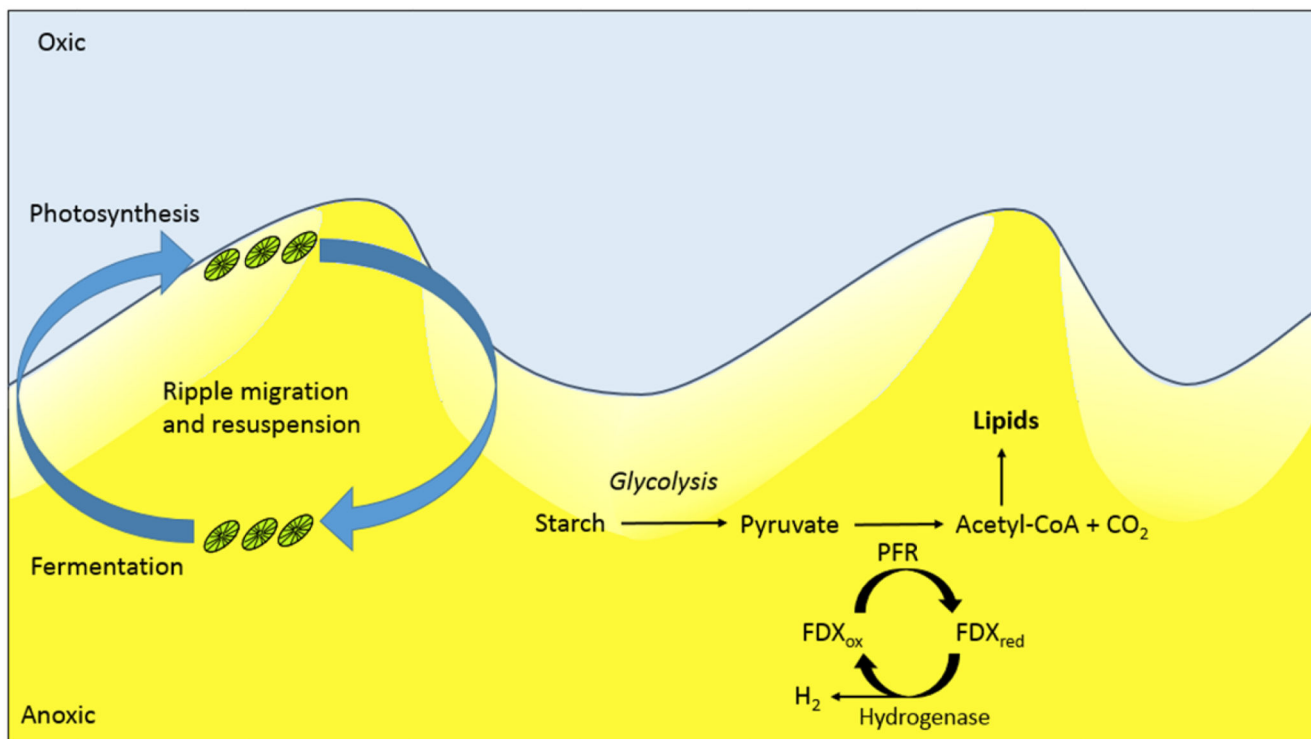 Oxic
Photosynthesis
Ripple migration
and resuspension
Fermentation
Anoxic
Lipids
Glycolysis
Starch
Pyruvate
Acetyl-CoA + CO₂
PFR
FDXₒₓ
FDX_red
H₂
Hydrogenase